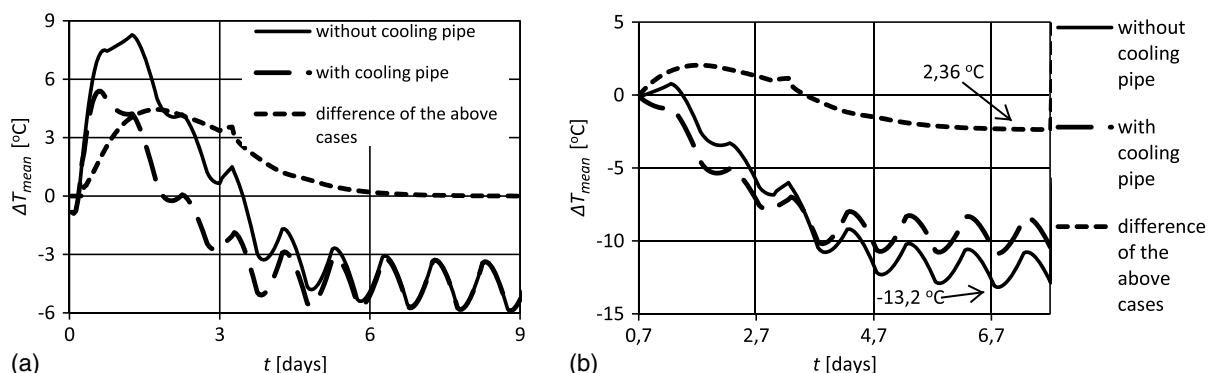 9
6
3
0
-3
-6
ΔT_mean [°C]
without cooling pipe
with cooling pipe
difference of the above
cases
0
3
6
9
t [days]
(a)
5
0
-5
-10
-15
ΔT_mean [°C]
2,36 °C
-13,2 °C
0,7
2,7
4,7
6,7
t [days]
(b)
without
cooling
pipe
with
cooling
pipe
difference
of the
above
cases